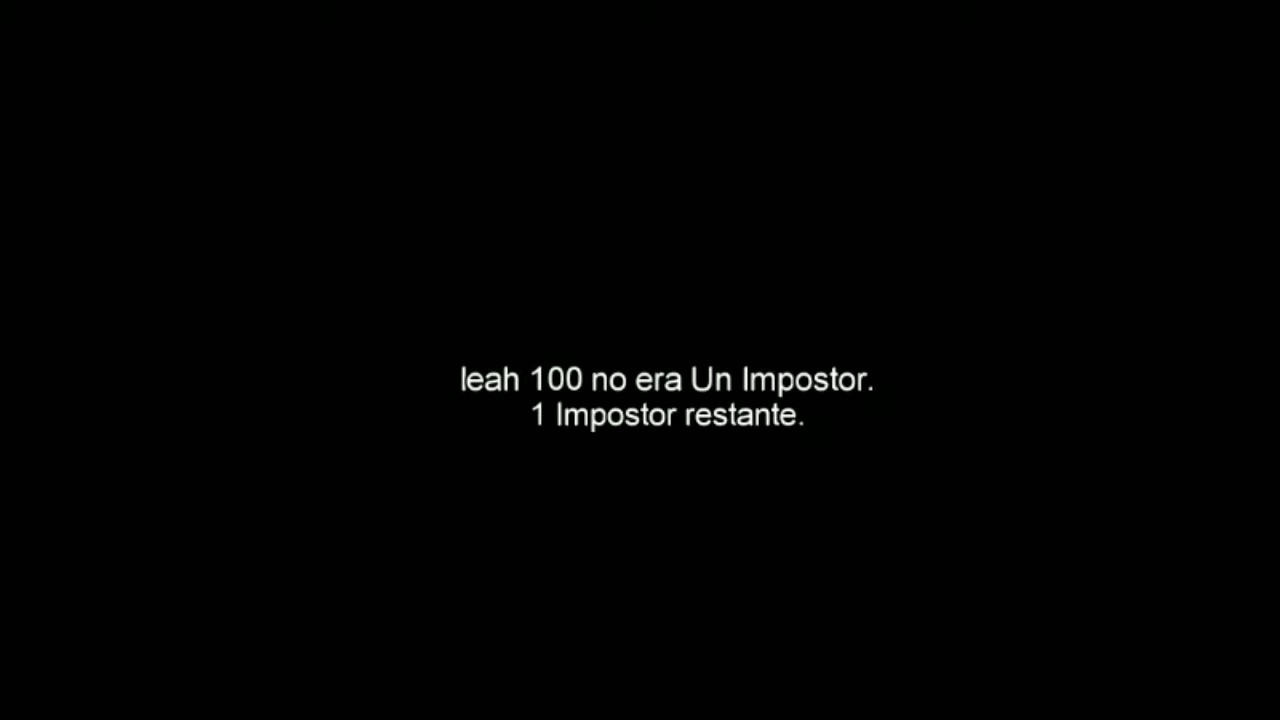 leah 100 no era Un Impostor.
1 Impostor restante.